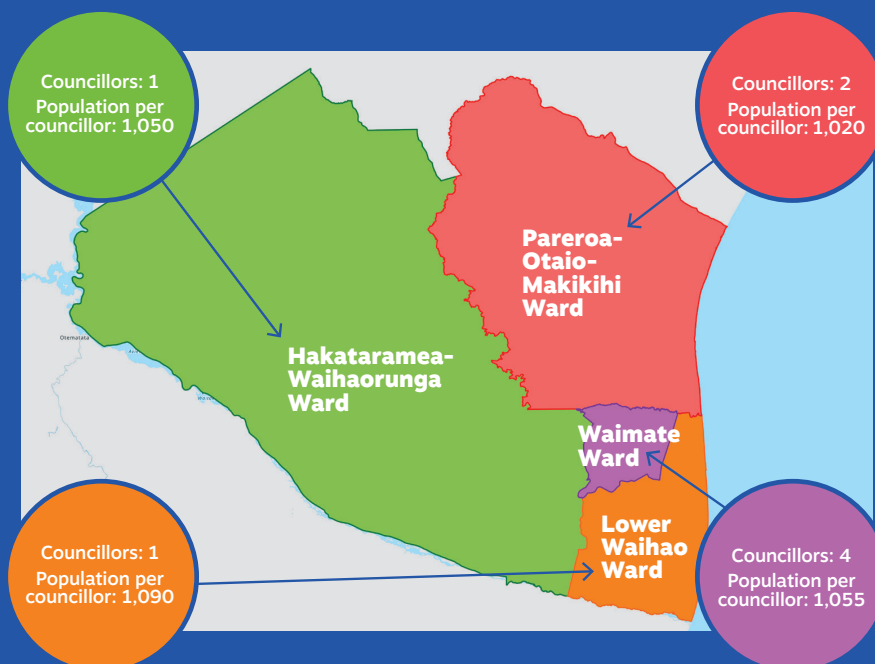 Councillors: 1
Population per
councillor: 1,050
Councillors: 2
Population per
councillor: 1,020
Pareroa-
Otaio-
Makikihi
Ward
Otematata
Hakataramea-
Waihaorunga
Ward
Waimate
Ward
Lower
Waihao
Ward
Councillors: 1
Population per
councillor: 1,090
Councillors: 4
Population per
councillor: 1,055